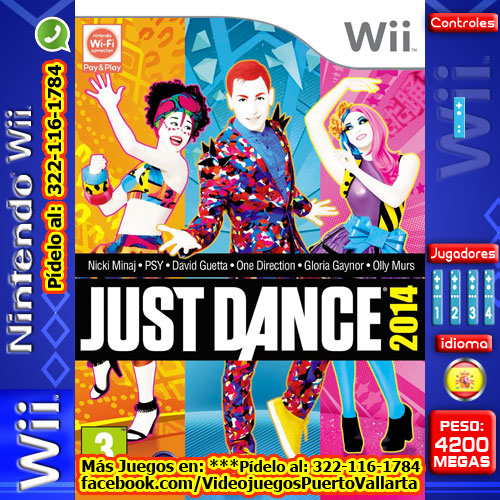 Nintendo Wii
Wii
Pídelo al: 322-116-1784
nintendo
Wi-Fi
connection
Pay & Play
Wii
Nicki Minaj • PSY • David Guetta • One Direction • Gloria Gaynor • Olly Murs
JUST DANCE
2014
3
Controles
Wii
Jugadores
1 2 3 4
idioma
PESO:
4200
MEGAS
Más Juegos en: ***Pídelo al: 322-116-1784
facebook.com/VideojuegosPuertoVallarta